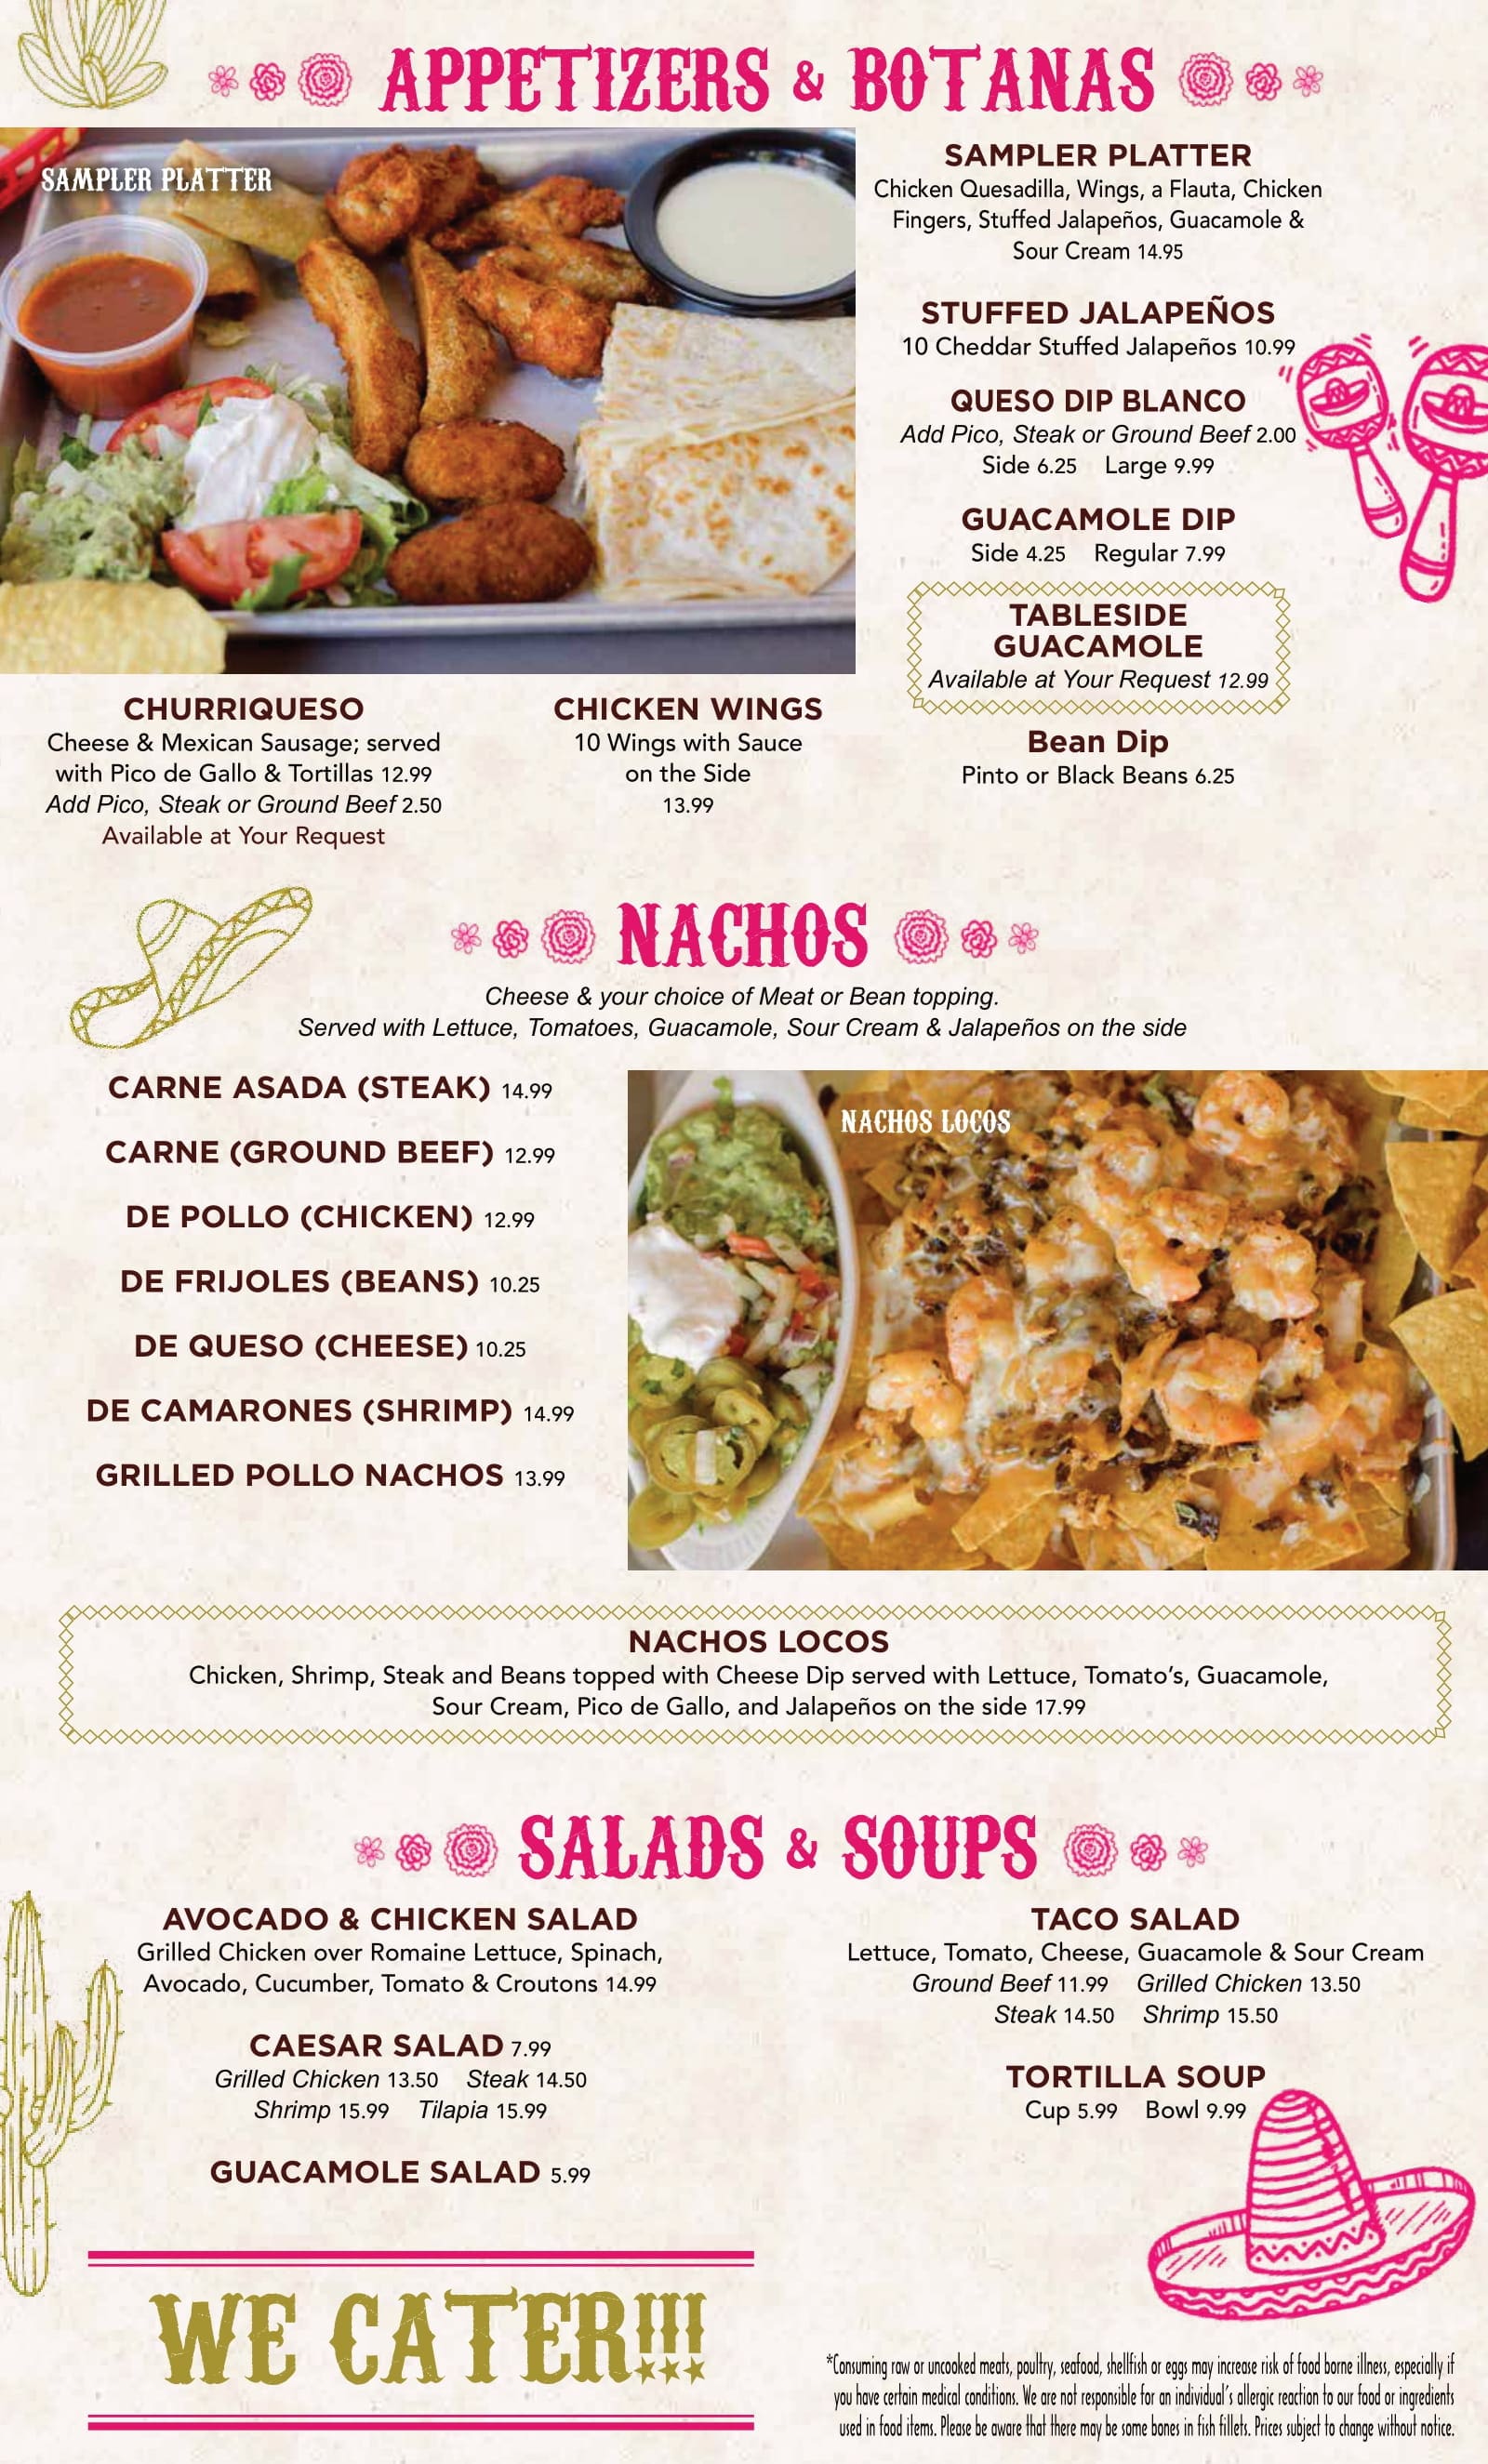 APPETIZERS & BOTANAS
SAMPLER PLATTER
SAMPLER PLATTER
Chicken Quesadilla, Wings, a Flauta, Chicken
Fingers, Stuffed Jalapeños, Guacamole &
Sour Cream 14.95
STUFFED JALAPEÑOS
10 Cheddar Stuffed Jalapeños 10.99
QUESO DIP BLANCO
Add Pico, Steak or Ground Beef 2.00
Side 6.25 Large 9.99
GUACAMOLE DIP
Side 4.25 Regular 7.99
TABLESIDE
GUACAMOLE
Available at Your Request 12.99
Bean Dip
Pinto or Black Beans 6.25
CHURRIQUESO
Cheese & Mexican Sausage; served
with Pico de Gallo & Tortillas 12.99
Add Pico, Steak or Ground Beef 2.50
Available at Your Request
CHICKEN WINGS
10 Wings with Sauce
on the Side
13.99
NACHOS
Cheese & your choice of Meat or Bean topping.
Served with Lettuce, Tomatoes, Guacamole, Sour Cream & Jalapeños on the side
CARNE ASADA (STEAK) 14.99
CARNE (GROUND BEEF) 12.99
DE POLLO (CHICKEN) 12.99
DE FRIJOLES (BEANS) 10.25
DE QUESO (CHEESE) 10.25
DE CAMARONES (SHRIMP) 14.99
GRILLED POLLO NACHOS 13.99
NACHOS LOCOS
NACHOS LOCOS
Chicken, Shrimp, Steak and Beans topped with Cheese Dip served with Lettuce, Tomato's, Guacamole,
Sour Cream, Pico de Gallo, and Jalapeños on the side 17.99
SALADS & SOUPS
AVOCADO & CHICKEN SALAD
Grilled Chicken over Romaine Lettuce, Spinach,
Avocado, Cucumber, Tomato & Croutons 14.99
CAESAR SALAD 7.99
Grilled Chicken 13.50 Steak 14.50
Shrimp 15.99 Tilapia 15.99
GUACAMOLE SALAD 5.99
TACO SALAD
Lettuce, Tomato, Cheese, Guacamole & Sour Cream
Ground Beef 11.99 Grilled Chicken 13.50
Steak 14.50 Shrimp 15.50
TORTILLA SOUP
Cup 5.99 Bowl 9.99
WE CATER!!!
*Consuming raw or uncooked meats, poultry, seafood, shellfish or eggs may increase risk of food borne illness, especially if
you have certain medical conditions. We are not responsible for an individual's allergic reaction to our food or ingredients
used in food items. Please be aware that there may be some bones in fish fillets. Prices subject to change without notice.